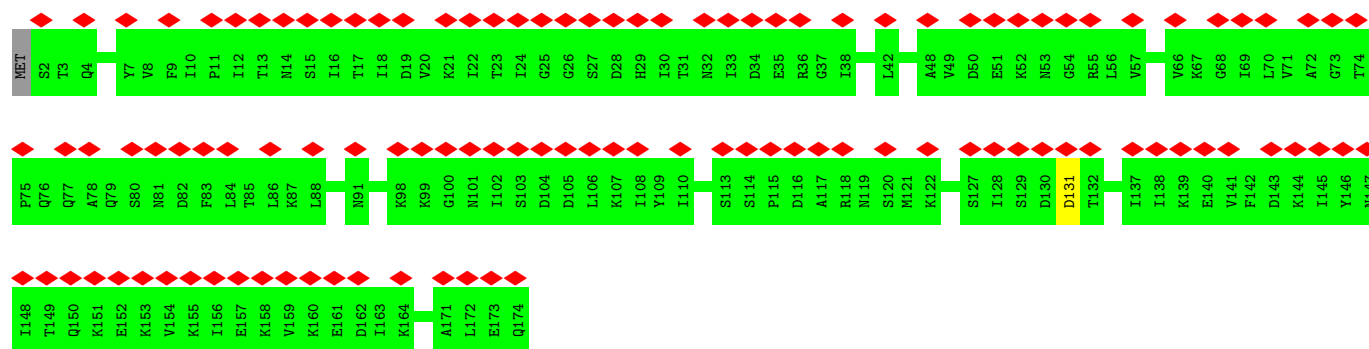 MET S2 T3 Q4 Y7 V8 F9 I10 P11 I12 T13 N14 S15 I16 T17 I18 D19 V20 K21 I22 T23 I24 G25 G26 S27 D28 H29 I30 T31 N32 I33 D34 E35 R36 G37 I38 L42 A48 V49 D50 E51 K52 N53 G54 R55 L56 V57 V66 K67 G68 I69 L70 V71 A72 G73 T74
P75 Q76 Q77 A78 Q79 S80 N81 D82 F83 L84 T85 L86 K87 L88 N91 K98 K99 G100 N101 I102 S103 D104 D105 L106 K107 I108 Y109 I110 S113 S114 P115 D116 A117 R118 N119 S120 M121 K122 S127 I128 S129 D130 D131 T132 I137 I138 K139 E140 V141 F142 D143 K144 I145 Y146 N147
I148 T149 Q150 K151 E152 K153 V154 K155 I156 E157 K158 V159 K160 E161 D162 I163 K164 A171 L172 E173 Q174